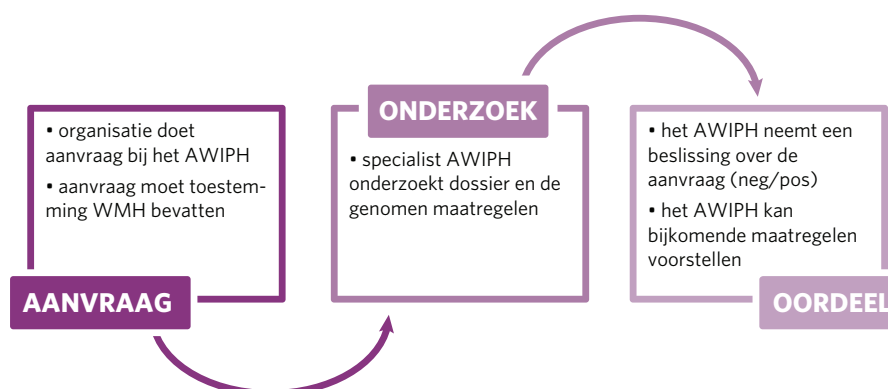 • organisatie doet
aanvraag bij het AWIPH
• aanvraag moet toestem-
ming WMH bevatten
AANVRAAG
ONDERZOEK
• specialist AWIPH
onderzoekt dossier en de
genomen maatregelen
• het AWIPH neemt een
beslissing over de
aanvraag (neg/pos)
• het AWIPH kan
bijkomende maatregelen
voorstellen
OORDEEL